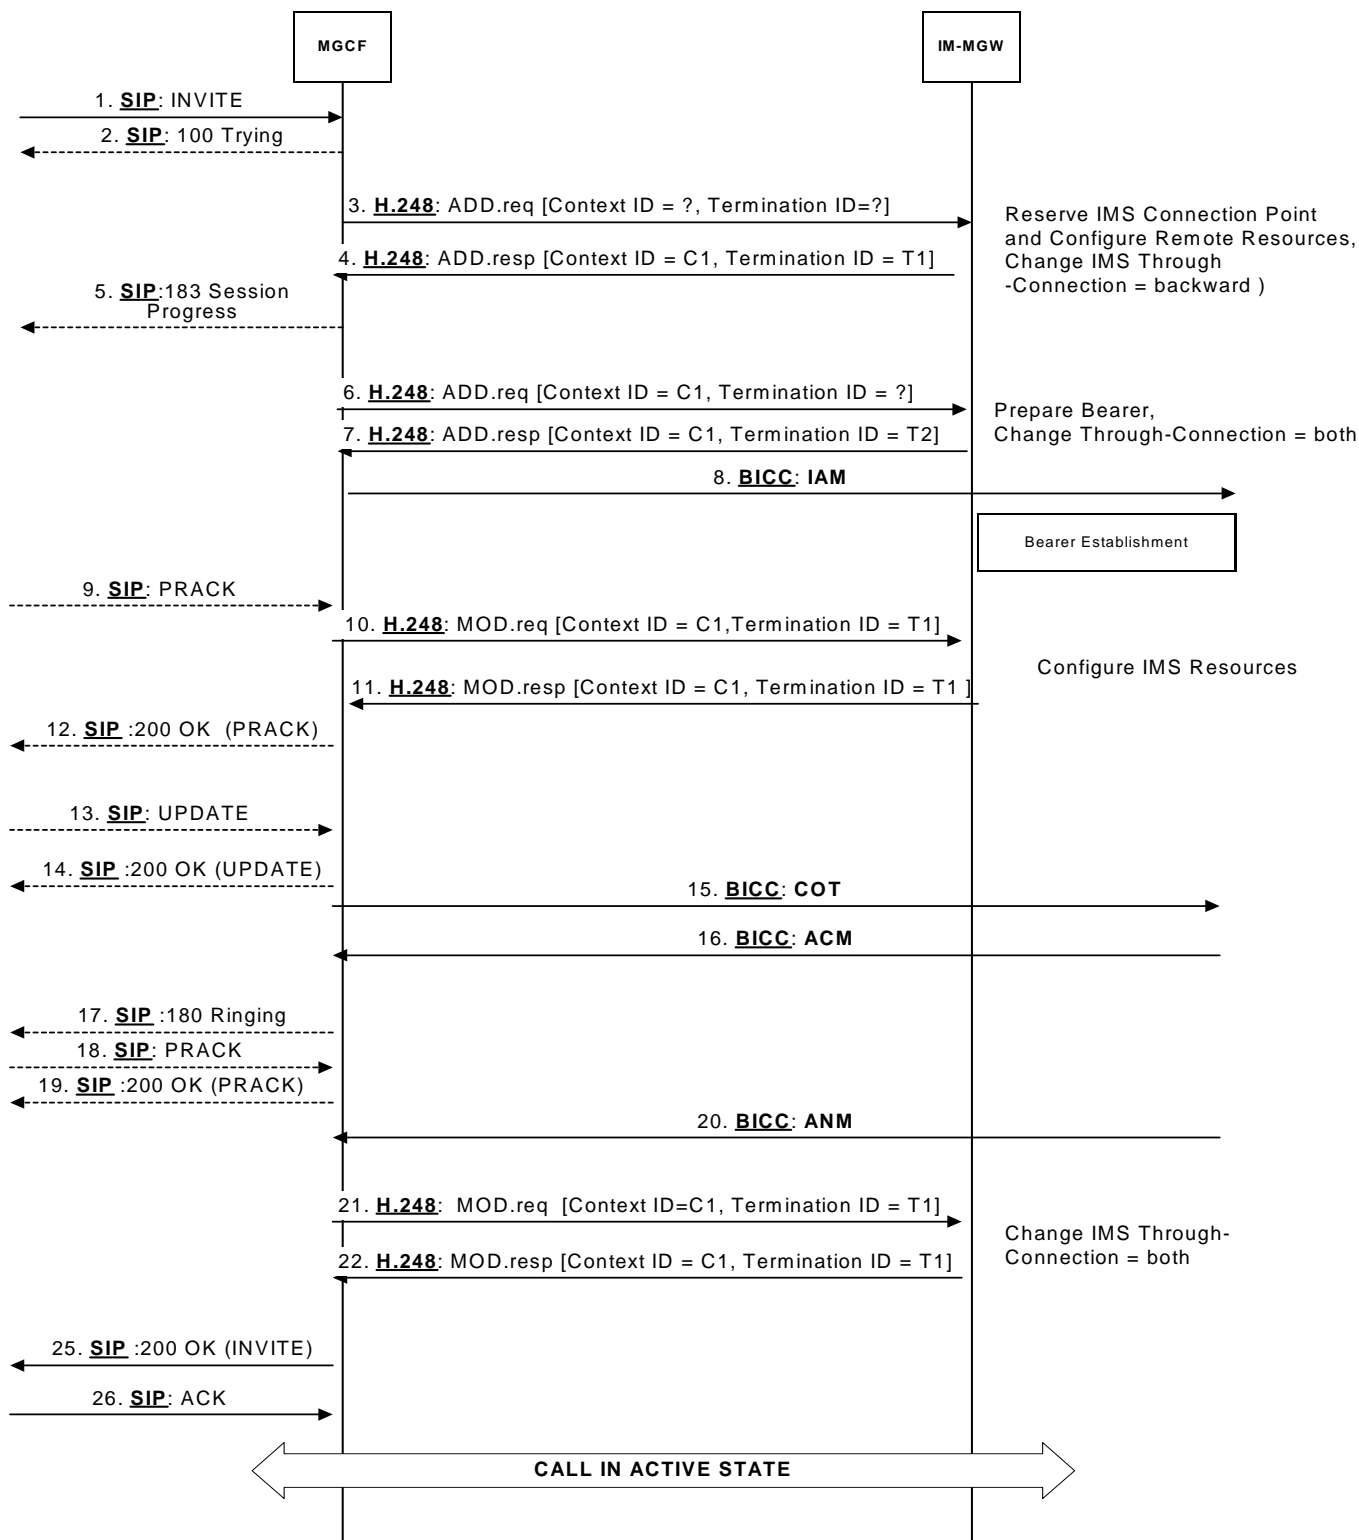 MGCF
IM-MGW
1. SIP: INVITE
2. SIP: 100 Trying
3. H.248: ADD.req [Context ID = ?, Termination ID=?]
Reserve IMS Connection Point
and Configure Remote Resources,
Change IMS Through
-Connection = backward )
4. H.248: ADD.resp [Context ID = C1, Termination ID = T1]
5. SIP:183 Session
Progress
6. H.248: ADD.req [Context ID = C1, Termination ID = ?]
Prepare Bearer,
Change Through-Connection = both
7. H.248: ADD.resp [Context ID = C1, Termination ID = T2]
8. BICC: IAM
Bearer Establishment
9. SIP: PRACK
10. H.248: MOD.req [Context ID = C1,Termination ID = T1]
Configure IMS Resources
11. H.248: MOD.resp [Context ID = C1, Termination ID = T1 ]
12. SIP :200 OK (PRACK)
13. SIP: UPDATE
14. SIP :200 OK (UPDATE)
15. BICC: COT
16. BICC: ACM
17. SIP :180 Ringing
18. SIP: PRACK
19. SIP :200 OK (PRACK)
20. BICC: ANM
21. H.248: MOD.req [Context ID=C1, Termination ID = T1]
Change IMS Through-
Connection = both
22. H.248: MOD.resp [Context ID = C1, Termination ID = T1]
25. SIP :200 OK (INVITE)
26. SIP: ACK
CALL IN ACTIVE STATE